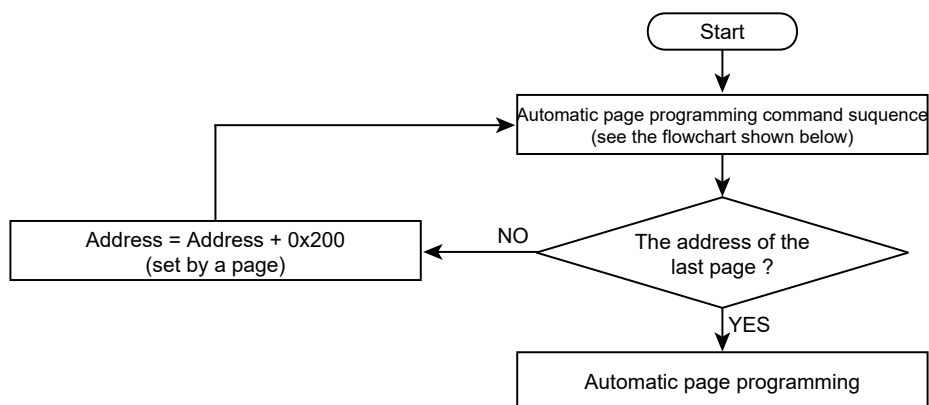 Start
Automatic page programming command suquence
(see the flowchart shown below)
Address = Address + 0x200
(set by a page)
NO
The address of the
last page ?
YES
Automatic page programming